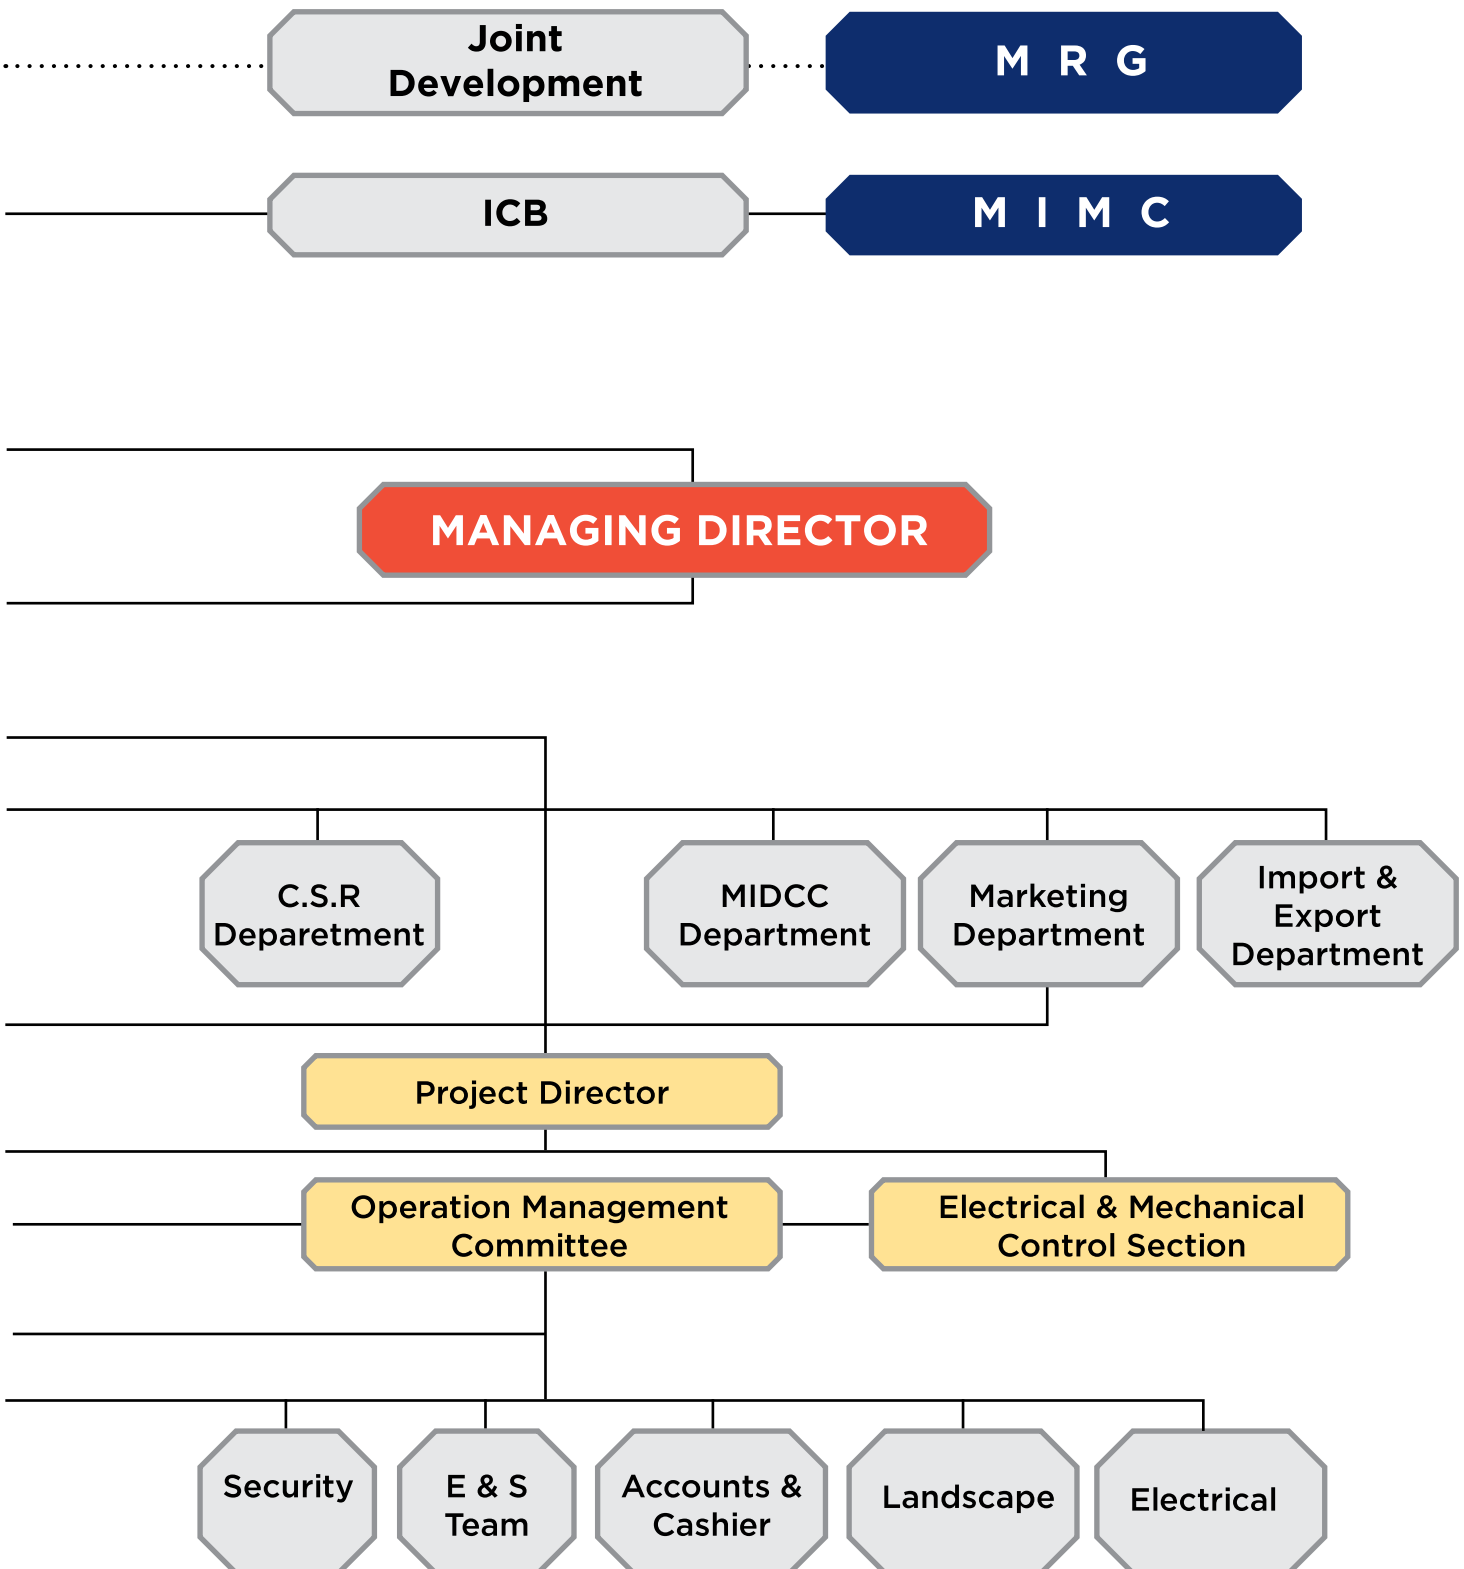 Joint
Development
M R G
ICB
M I M C
MANAGING DIRECTOR
C.S.R
Deparetment
MIDCC
Department
Marketing
Department
Import &
Export
Department
Project Director
Operation Management
Committee
Electrical & Mechanical
Control Section
Security
E & S
Team
Accounts &
Cashier
Landscape
Electrical